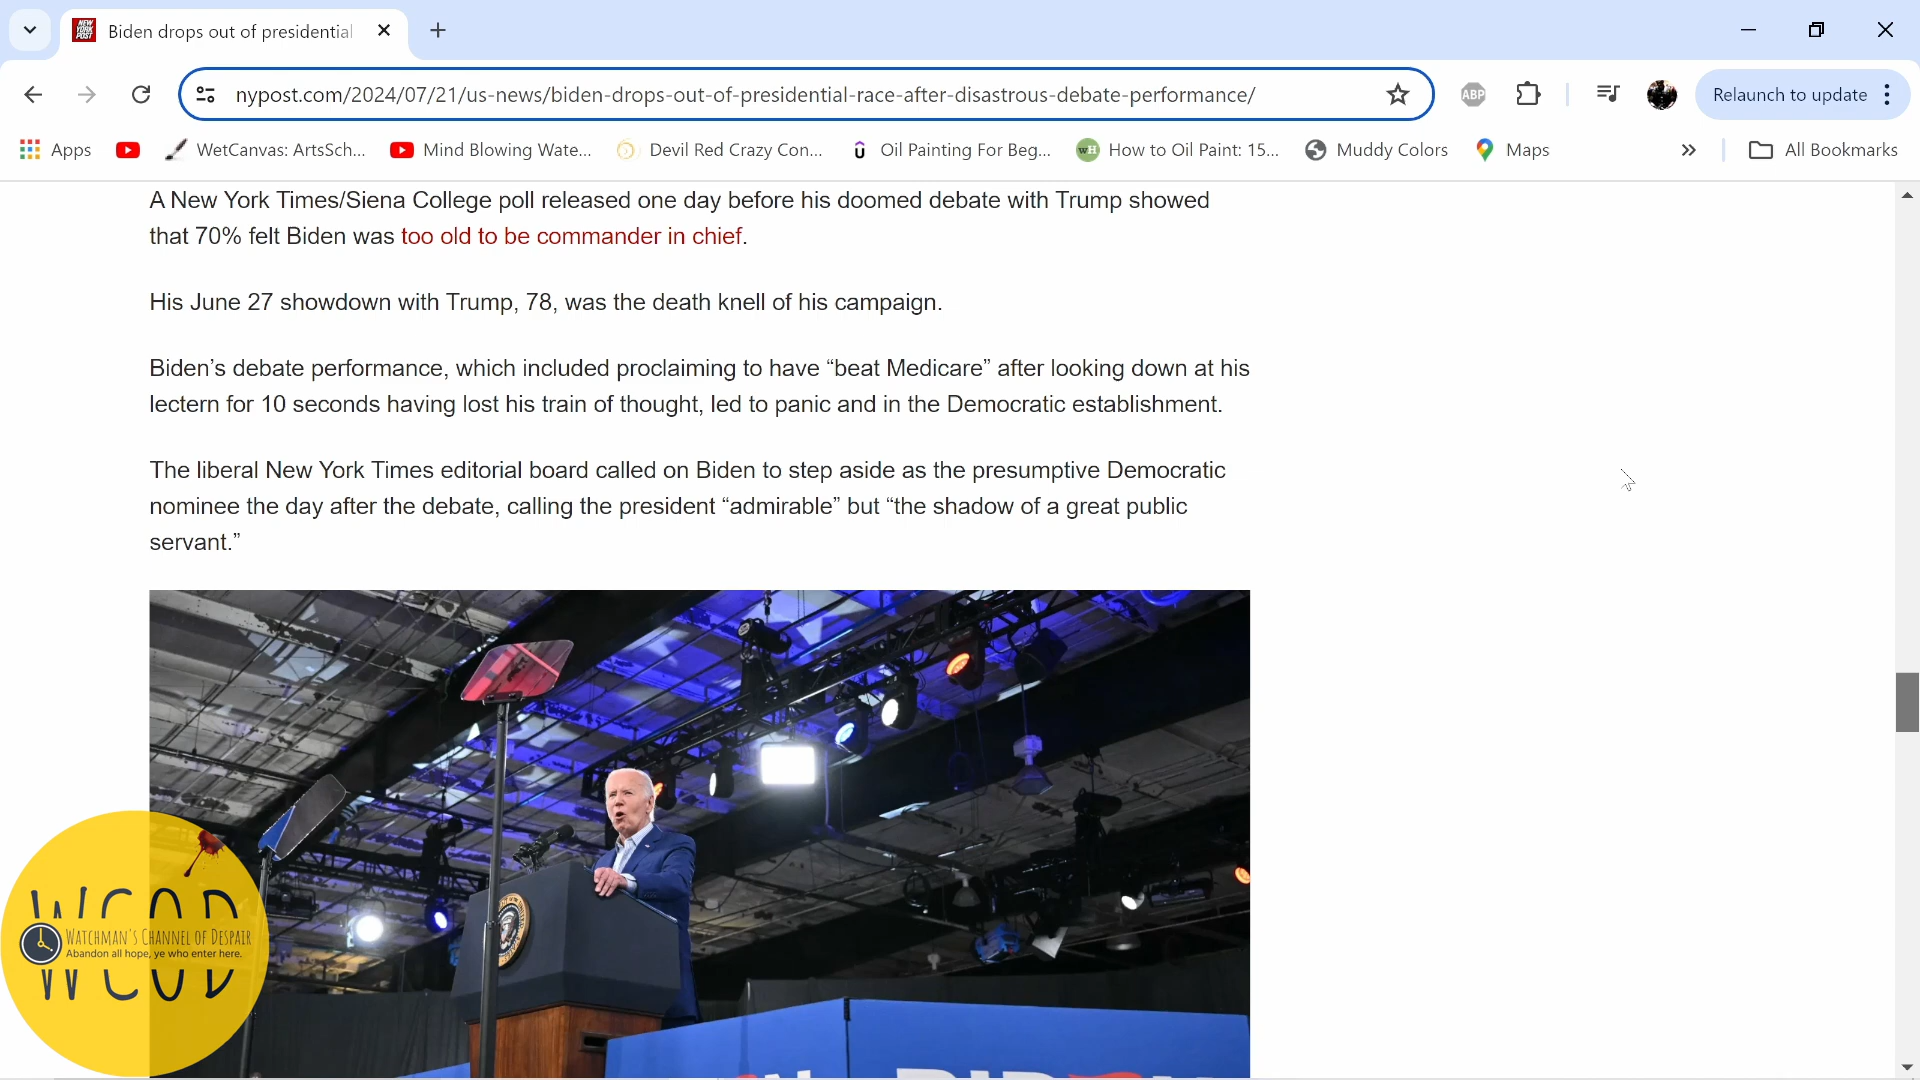 Biden drops out of presidential
nypost.com/2024/07/21/us-news/biden-drops-out-of-presidential-race-after-disastrous-debate-performance/
ABP
Relaunch to update
Apps
WetCanvas: ArtsSch...
Mind Blowing Wate...
Devil Red Crazy Con...
Oil Painting For Beg...
wH
How to Oil Paint: 15...
Muddy Colors
Maps
All Bookmarks
A New York Times/Siena College poll released one day before his doomed debate with Trump showed
that 70% felt Biden was too old to be commander in chief.
His June 27 showdown with Trump, 78, was the death knell of his campaign.
Biden’s debate performance, which included proclaiming to have “beat Medicare” after looking down at his
lectern for 10 seconds having lost his train of thought, led to panic and in the Democratic establishment.
The liberal New York Times editorial board called on Biden to step aside as the presumptive Democratic
nominee the day after the debate, calling the president “admirable” but “the shadow of a great public
servant.”
WCOD
WATCHMAN'S CHANNEL OF DESPAIR
Abandon all hope, ye who enter here.